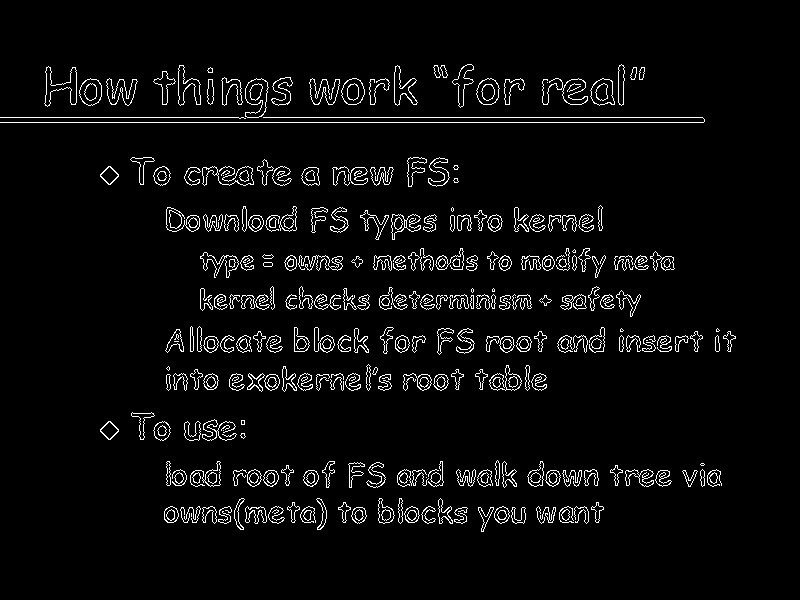 How things work “for real”
To create a new FS:
Download FS types into kernel
type = owns + methods to modify meta
kernel checks determinism + safety
Allocate block for FS root and insert it
into exokernel’s root table
To use:
load root of FS and walk down tree via
owns(meta) to blocks you want